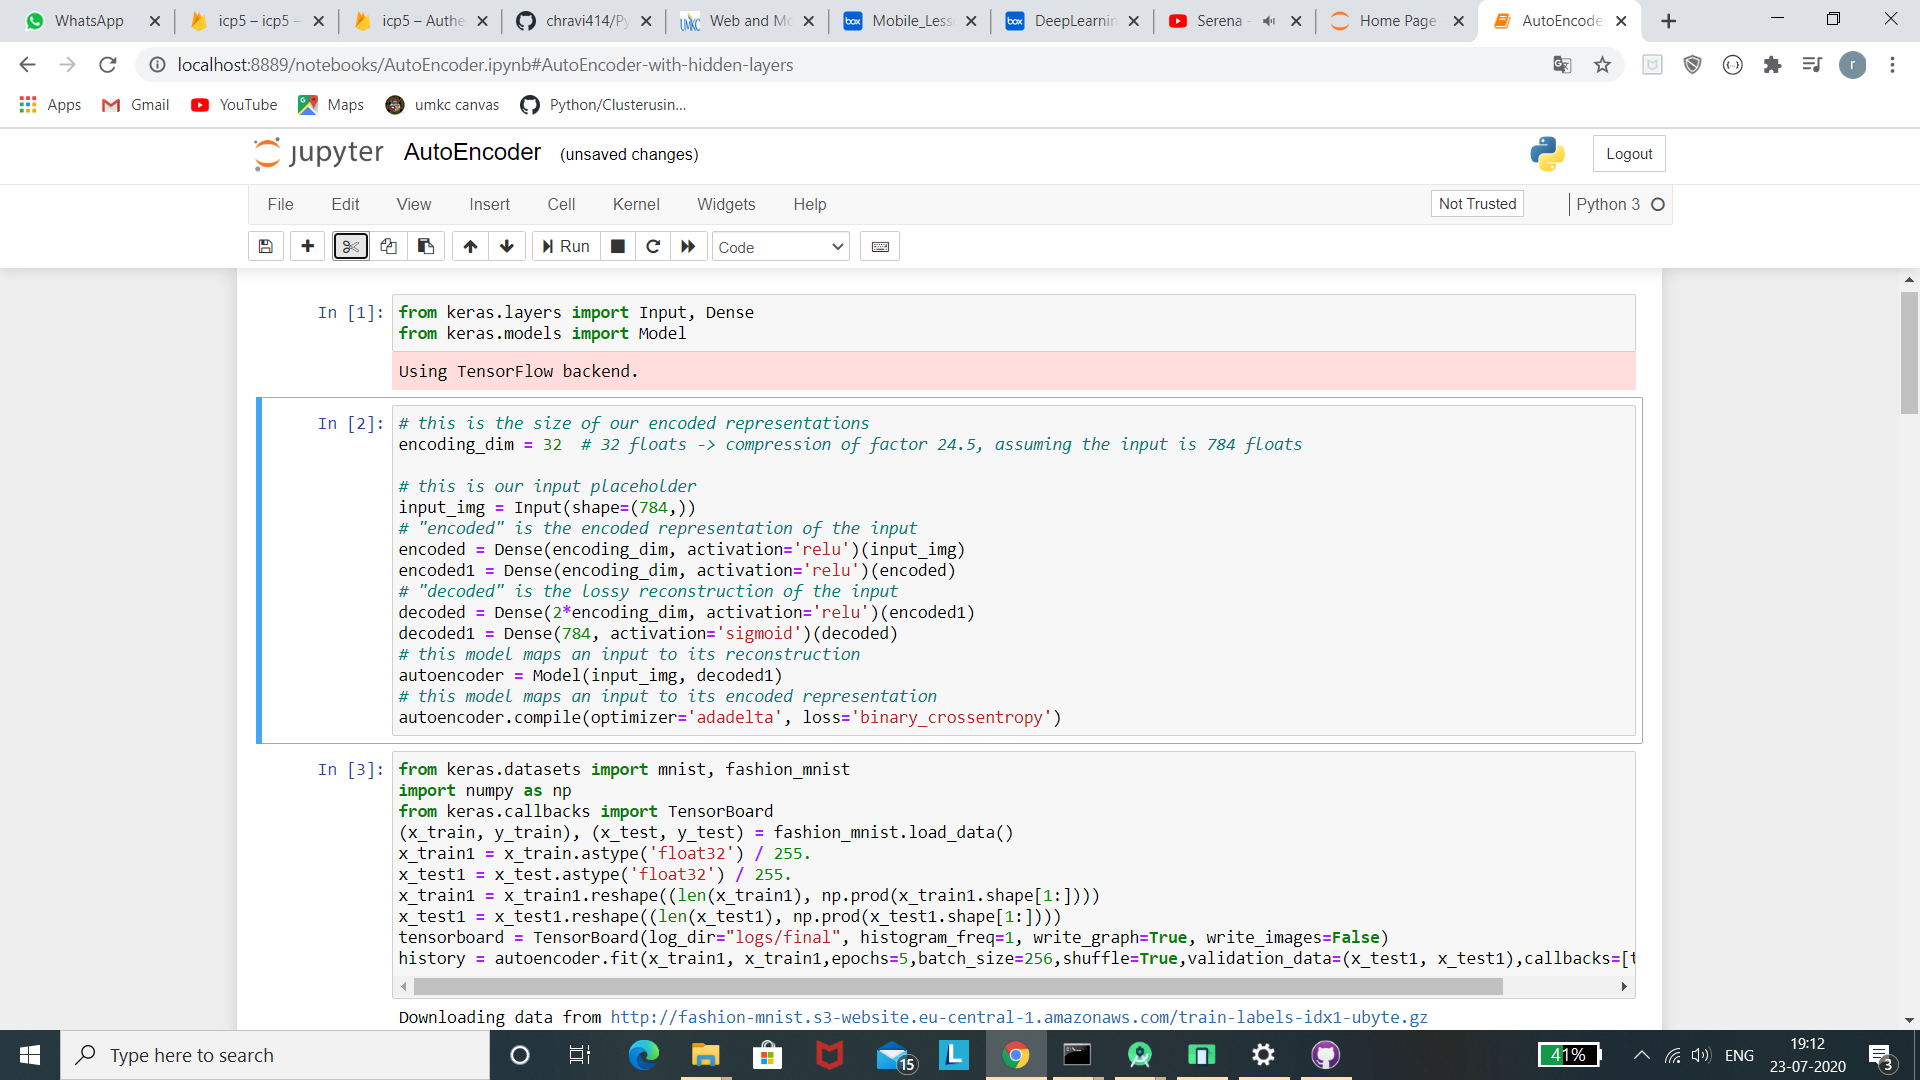 WhatsApp
icp5 – icp5 –
icp5 – Authe
chravi414/Py
Web and Mo
Mobile_Less
DeepLearnin
Serena -
Home Page
AutoEncode
localhost:8889/notebooks/AutoEncoder.ipynb#AutoEncoder-with-hidden-layers
r
Apps
Gmail
YouTube
Maps
umkc canvas
Python/Clusterusin...
jupyter
AutoEncoder
(unsaved changes)
Logout
File
Edit
View
Insert
Cell
Kernel
Widgets
Help
Not Trusted
Python 3
Run
Code
In [1]:
from keras.layers import Input, Dense
from keras.models import Model
Using TensorFlow backend.
In [2]:
# this is the size of our encoded representations
encoding_dim = 32  # 32 floats -> compression of factor 24.5, assuming the input is 784 floats
# this is our input placeholder
input_img = Input(shape=(784,))
# "encoded" is the encoded representation of the input
encoded = Dense(encoding_dim, activation='relu')(input_img)
encoded1 = Dense(encoding_dim, activation='relu')(encoded)
# "decoded" is the lossy reconstruction of the input
decoded = Dense(2*encoding_dim, activation='relu')(encoded1)
decoded1 = Dense(784, activation='sigmoid')(decoded)
# this model maps an input to its reconstruction
autoencoder = Model(input_img, decoded1)
# this model maps an input to its encoded representation
autoencoder.compile(optimizer='adadelta', loss='binary_crossentropy')
In [3]:
from keras.datasets import mnist, fashion_mnist
import numpy as np
from keras.callbacks import TensorBoard
(x_train, y_train), (x_test, y_test) = fashion_mnist.load_data()
x_train1 = x_train.astype('float32') / 255.
x_test1 = x_test.astype('float32') / 255.
x_train1 = x_train1.reshape((len(x_train1), np.prod(x_train1.shape[1:])))
x_test1 = x_test1.reshape((len(x_test1), np.prod(x_test1.shape[1:])))
tensorboard = TensorBoard(log_dir="logs/final", histogram_freq=1, write_graph=True, write_images=False)
history = autoencoder.fit(x_train1, x_train1,epochs=5,batch_size=256,shuffle=True,validation_data=(x_test1, x_test1),callbacks=[t
Downloading data from http://fashion-mnist.s3-website.eu-central-1.amazonaws.com/train-labels-idx1-ubyte.gz
Type here to search
15
L
41%
ENG
19:12
23-07-2020
3